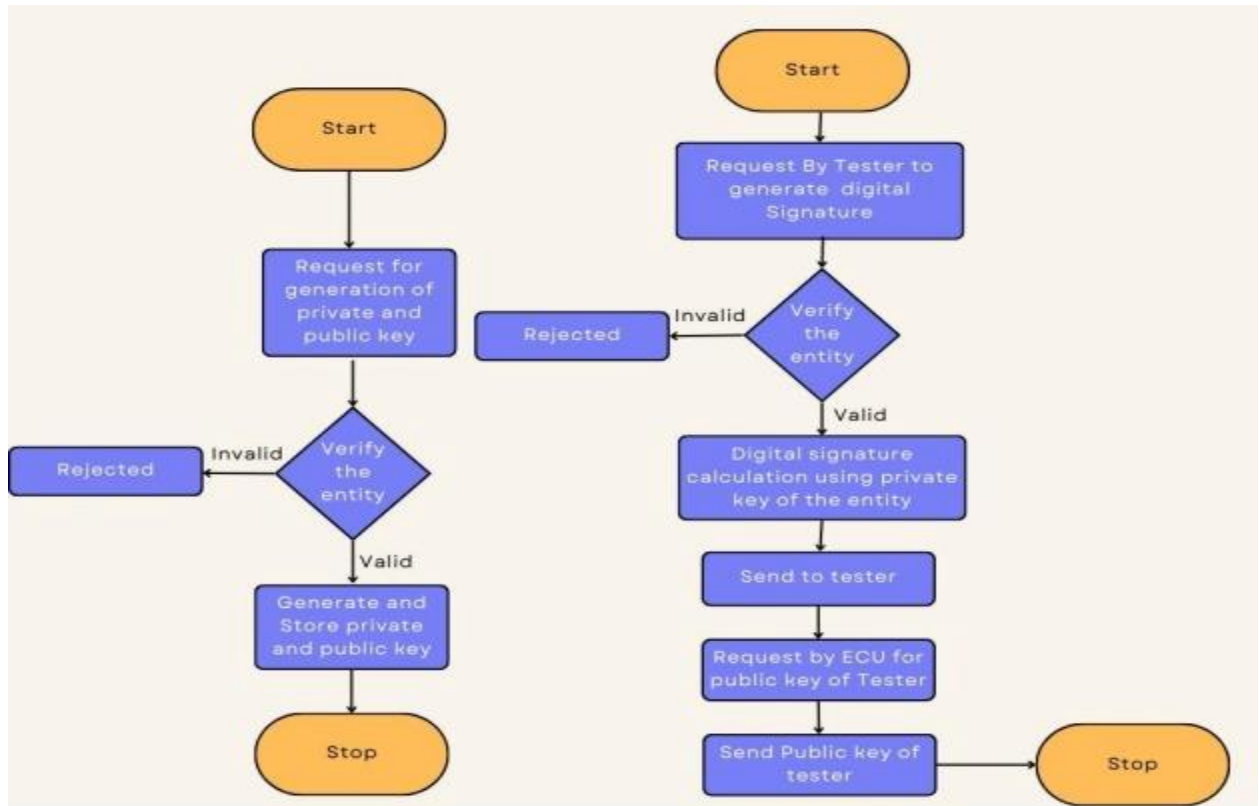 Start
Request for
generation of
private and
public key
Verify
the
entity
Invalid
Rejected
Valid
Generate and
Store private
and public key
Stop
Start
Request By Tester to
generate digital
Signature
Verify
the
entity
Invalid
Rejected
Valid
Digital signature
calculation using private
key of the entity
Send to tester
Request by ECU for
public key of Tester
Send Public key of
tester
Stop